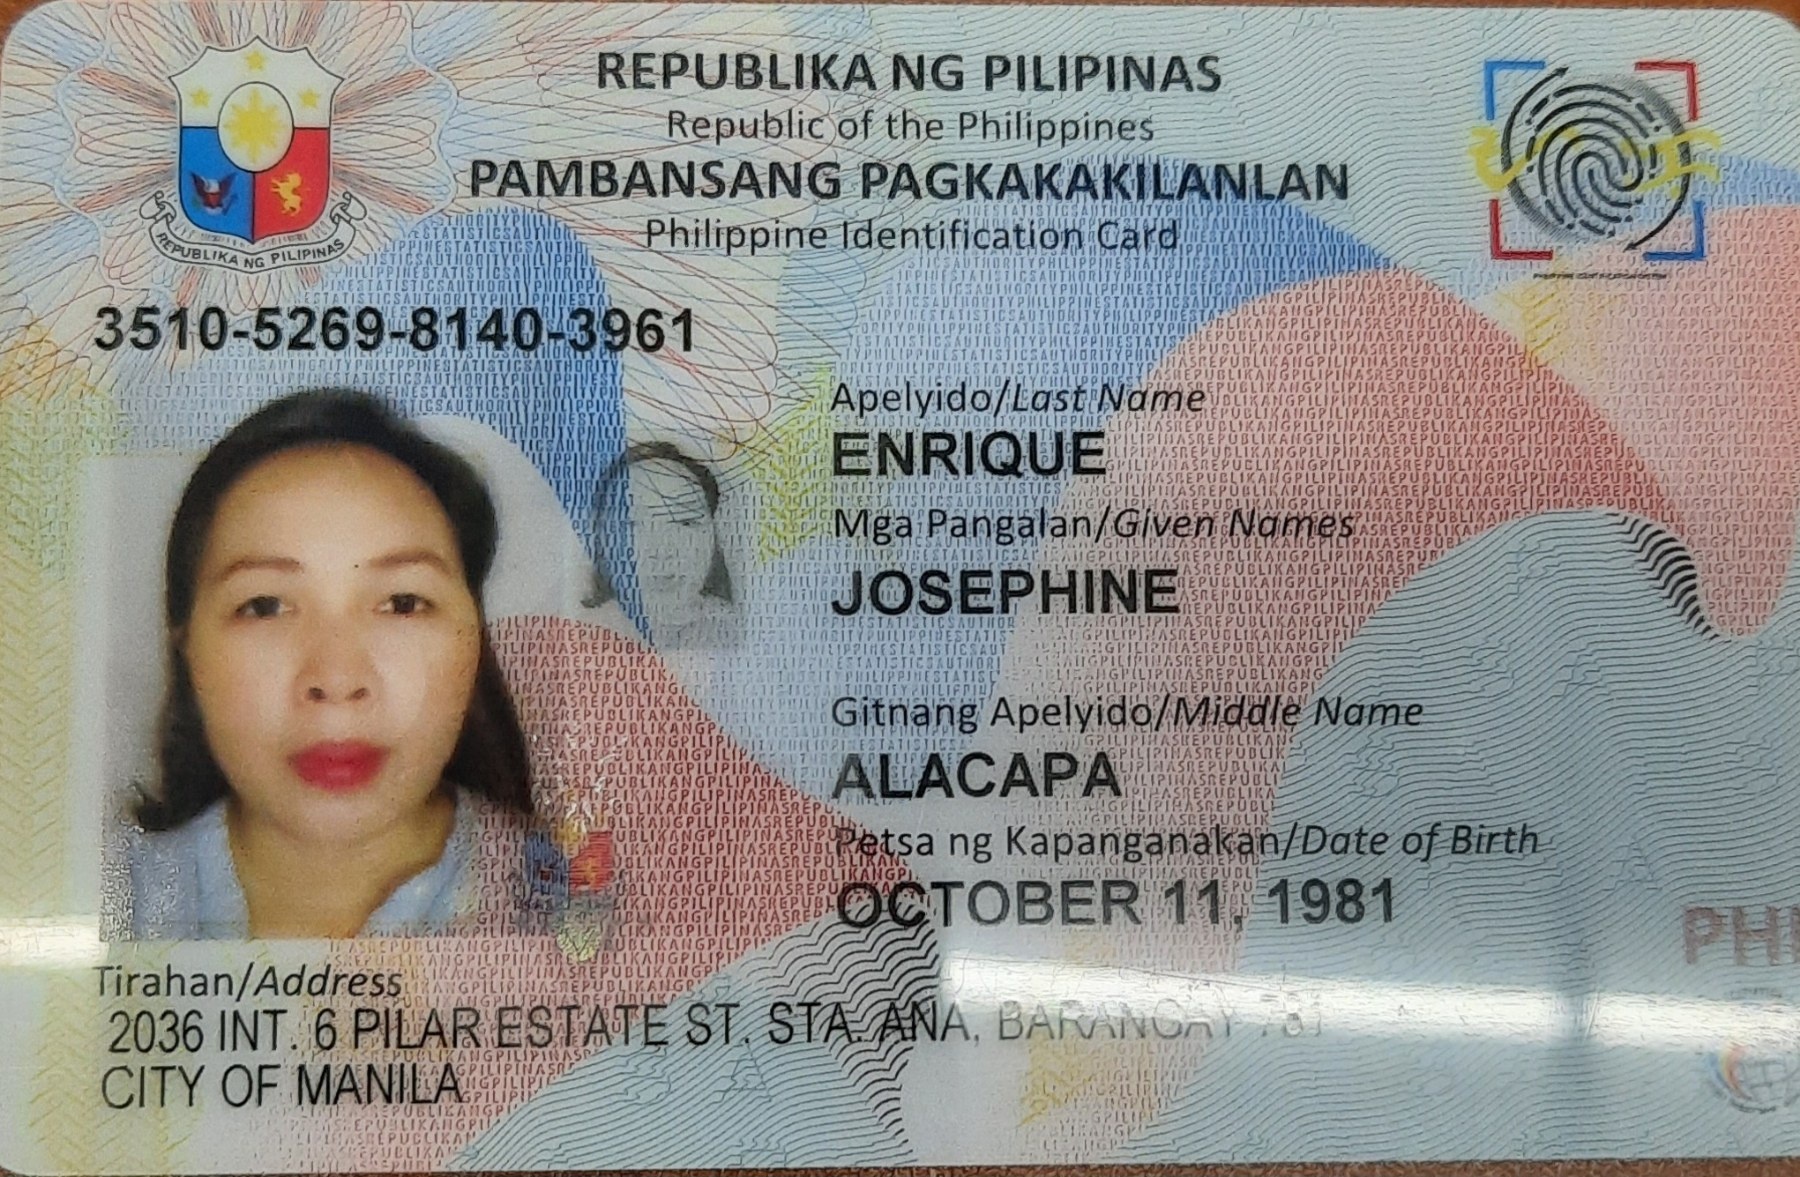 REPUBLIKA NG PILIPINAS
Republic of the Philippines
PAMBANSANG PAGKAKAKILANLAN
Philippine Identification Card
REPUBLIKA NG PILIPINAS
3510-5269-8140-3961
Apelyido/Last Name
ENRIQUE
Mga Pangalan/Given Names
JOSEPHINE
Gitnang Apelyido/Middle Name
ALACAPA
Petsa ng Kapanganakan/Date of Birth
OCTOBER 11, 1981
Tirahan/Address
2036 INT. 6 PILAR ESTATE ST. STA. ANA, BARANGAY
CITY OF MANILA